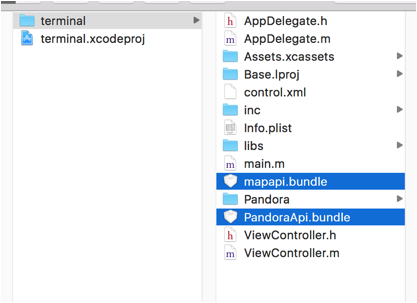 terminal
terminal.xcodeproj
AppDelegate.h
AppDelegate.m
Assets.xcassets
Base.lproj
control.xml
inc
Info.plist
libs
main.m
mapapi.bundle
Pandora
PandoraApi.bundle
ViewController.h
ViewController.m